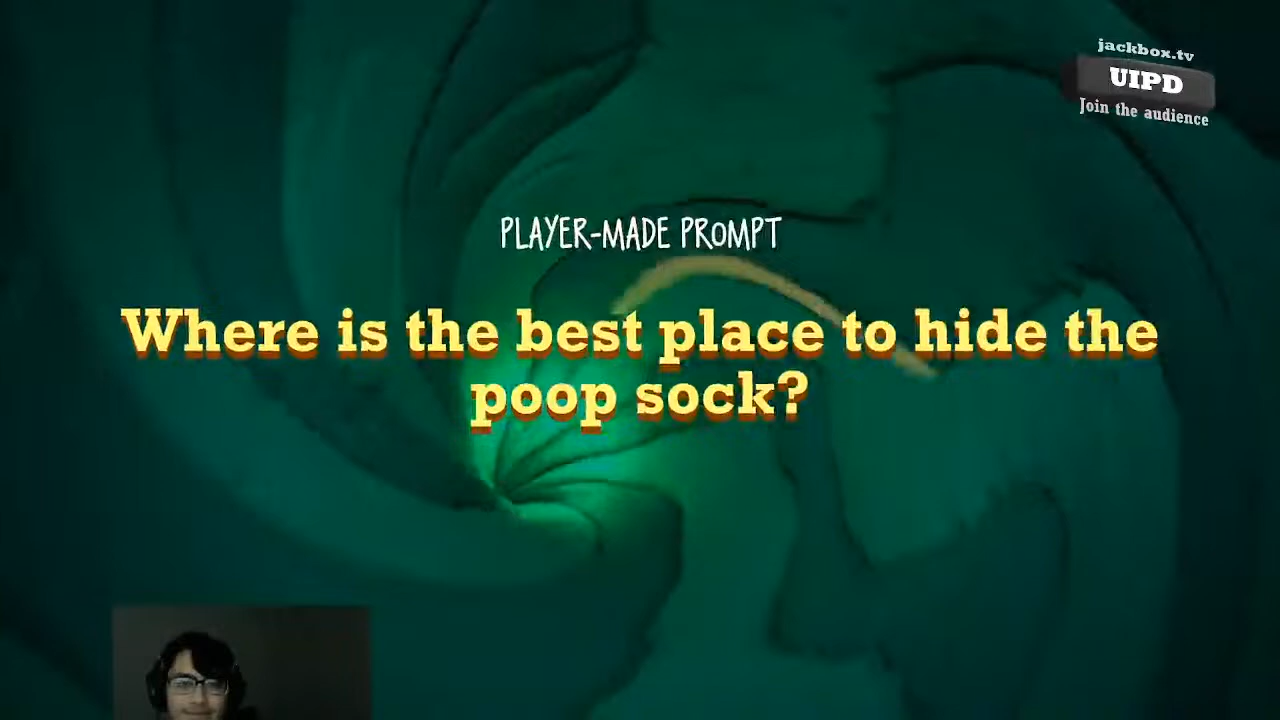 jackbox.tv
UIPD
Join the audience
PLAYER-MADE PROMPT
Where is the best place to hide the
poop sock?